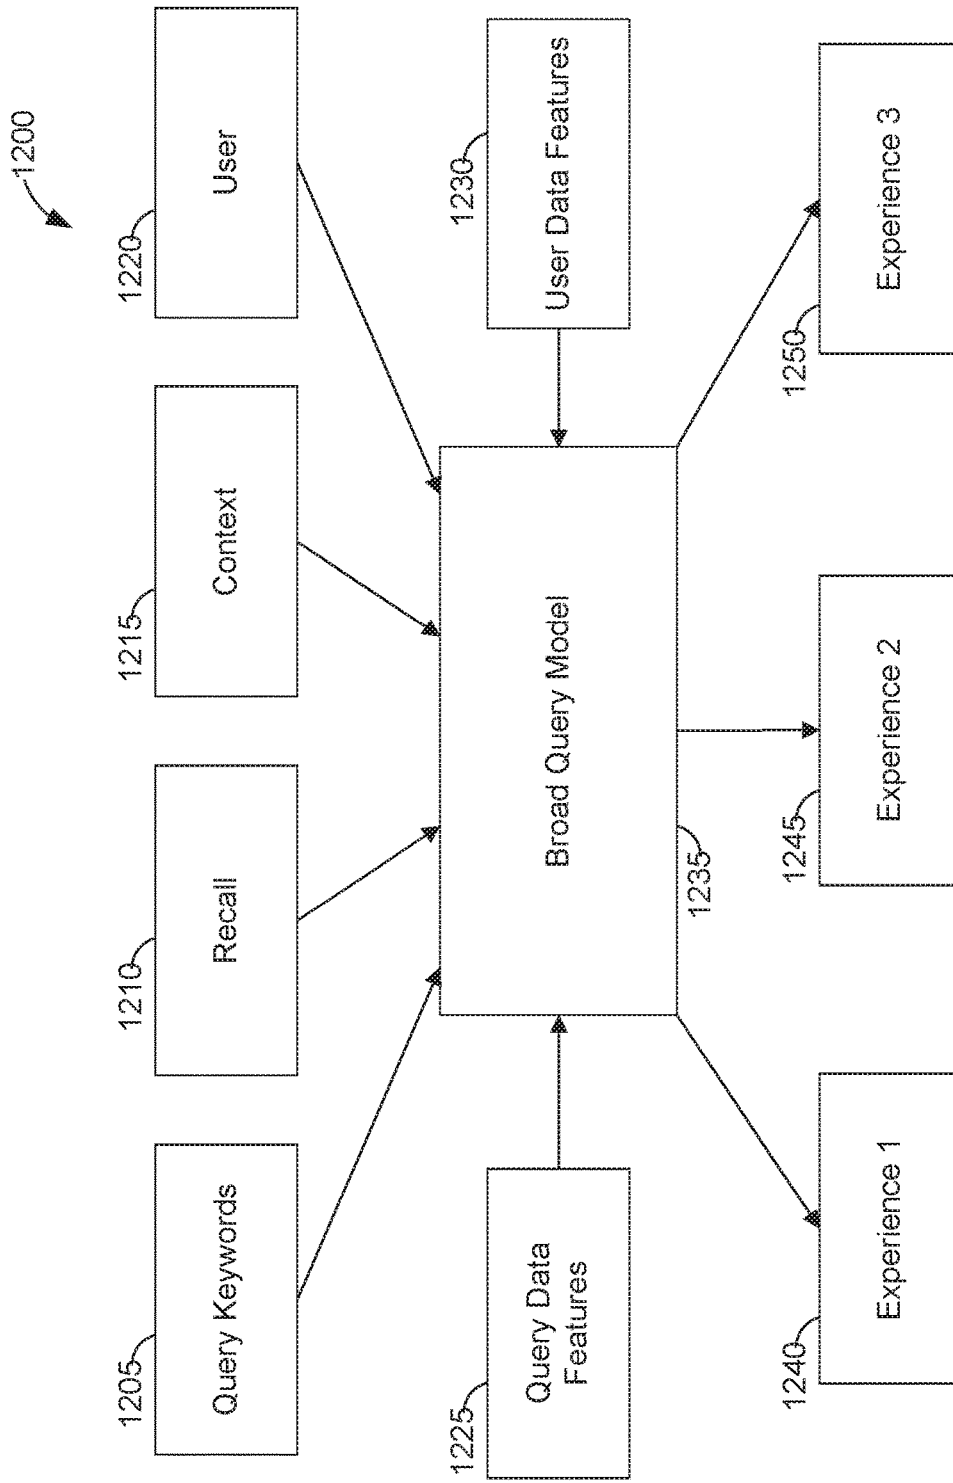 1200
1205
Query Keywords
1210
Recall
1215
Context
1220
User
1225
Query Data
Features
Broad Query Model
1235
1230
User Data Features
1240
Experience 1
1245
Experience 2
1250
Experience 3